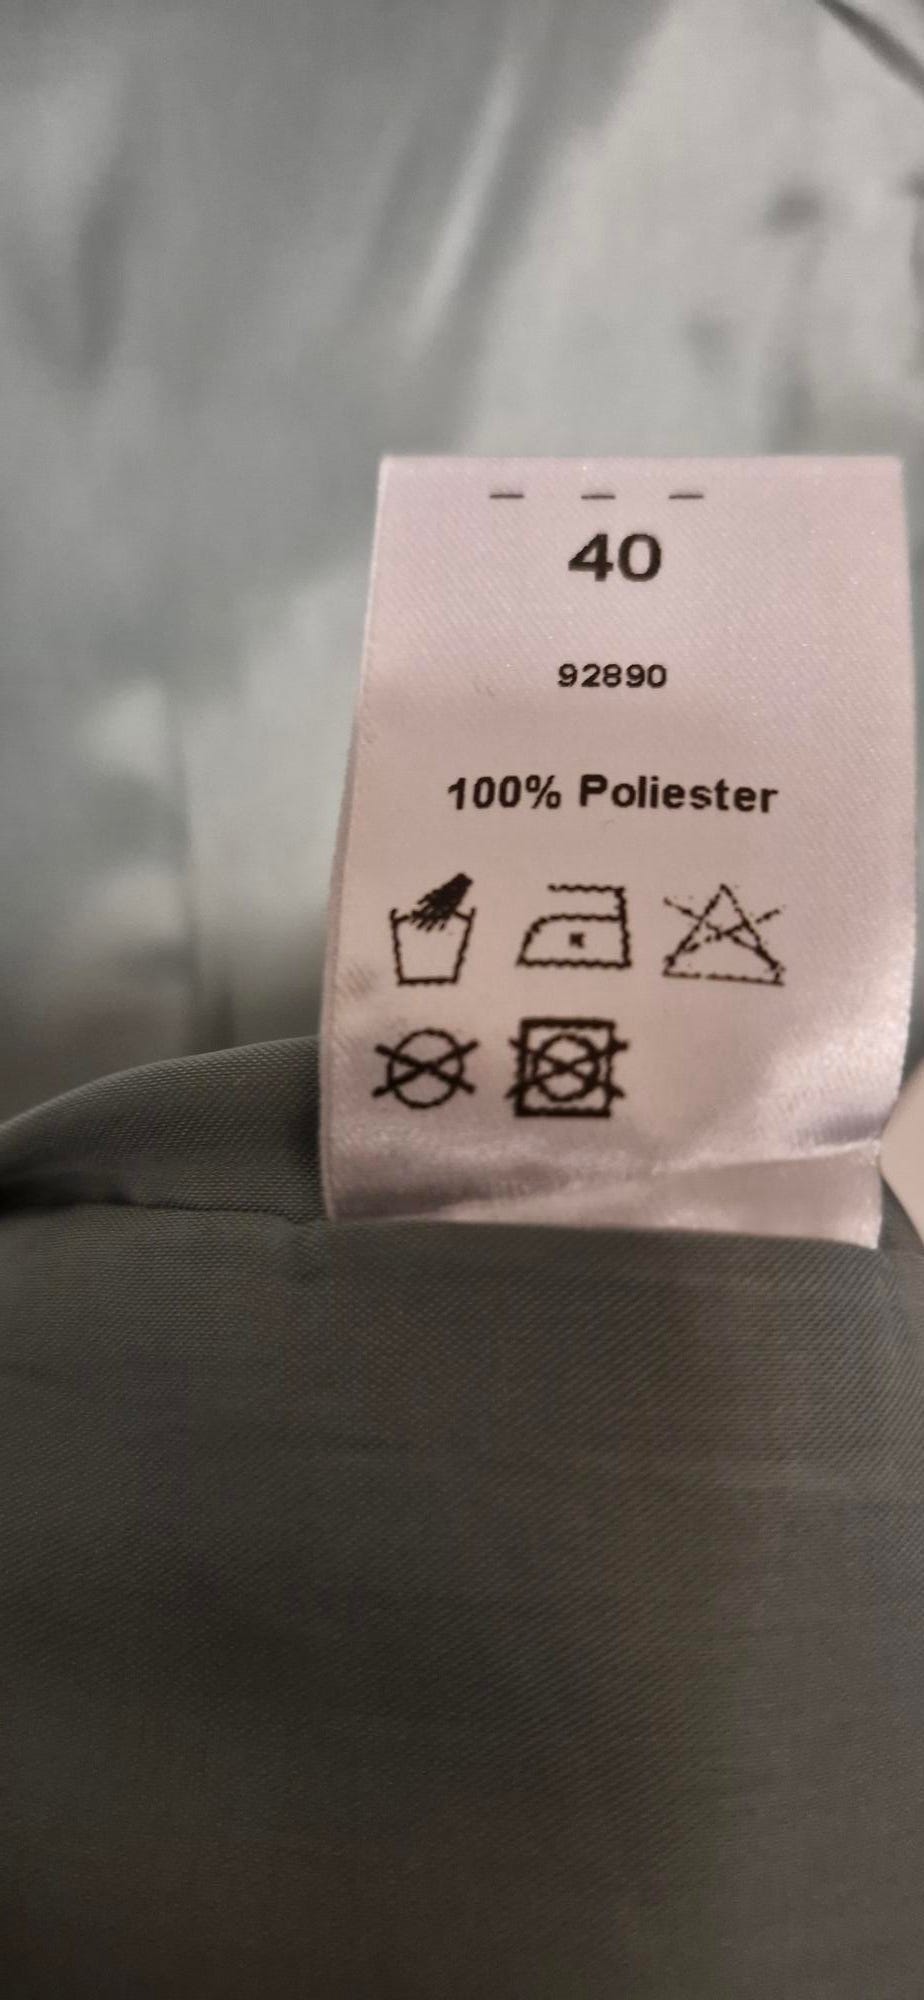 — — —
40
92890
100% Poliester